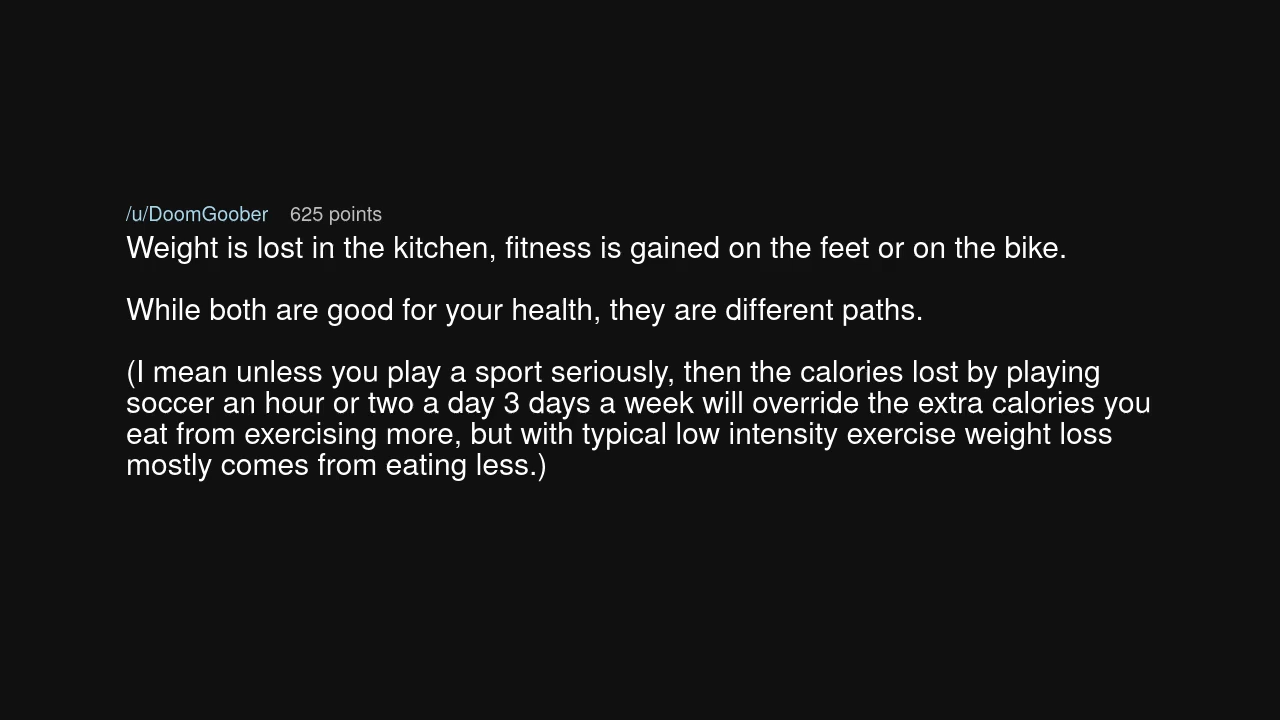 /u/DoomGoober 625 points
Weight is lost in the kitchen, fitness is gained on the feet or on the bike.
While both are good for your health, they are different paths.
(I mean unless you play a sport seriously, then the calories lost by playing
soccer an hour or two a day 3 days a week will override the extra calories you
eat from exercising more, but with typical low intensity exercise weight loss
mostly comes from eating less.)